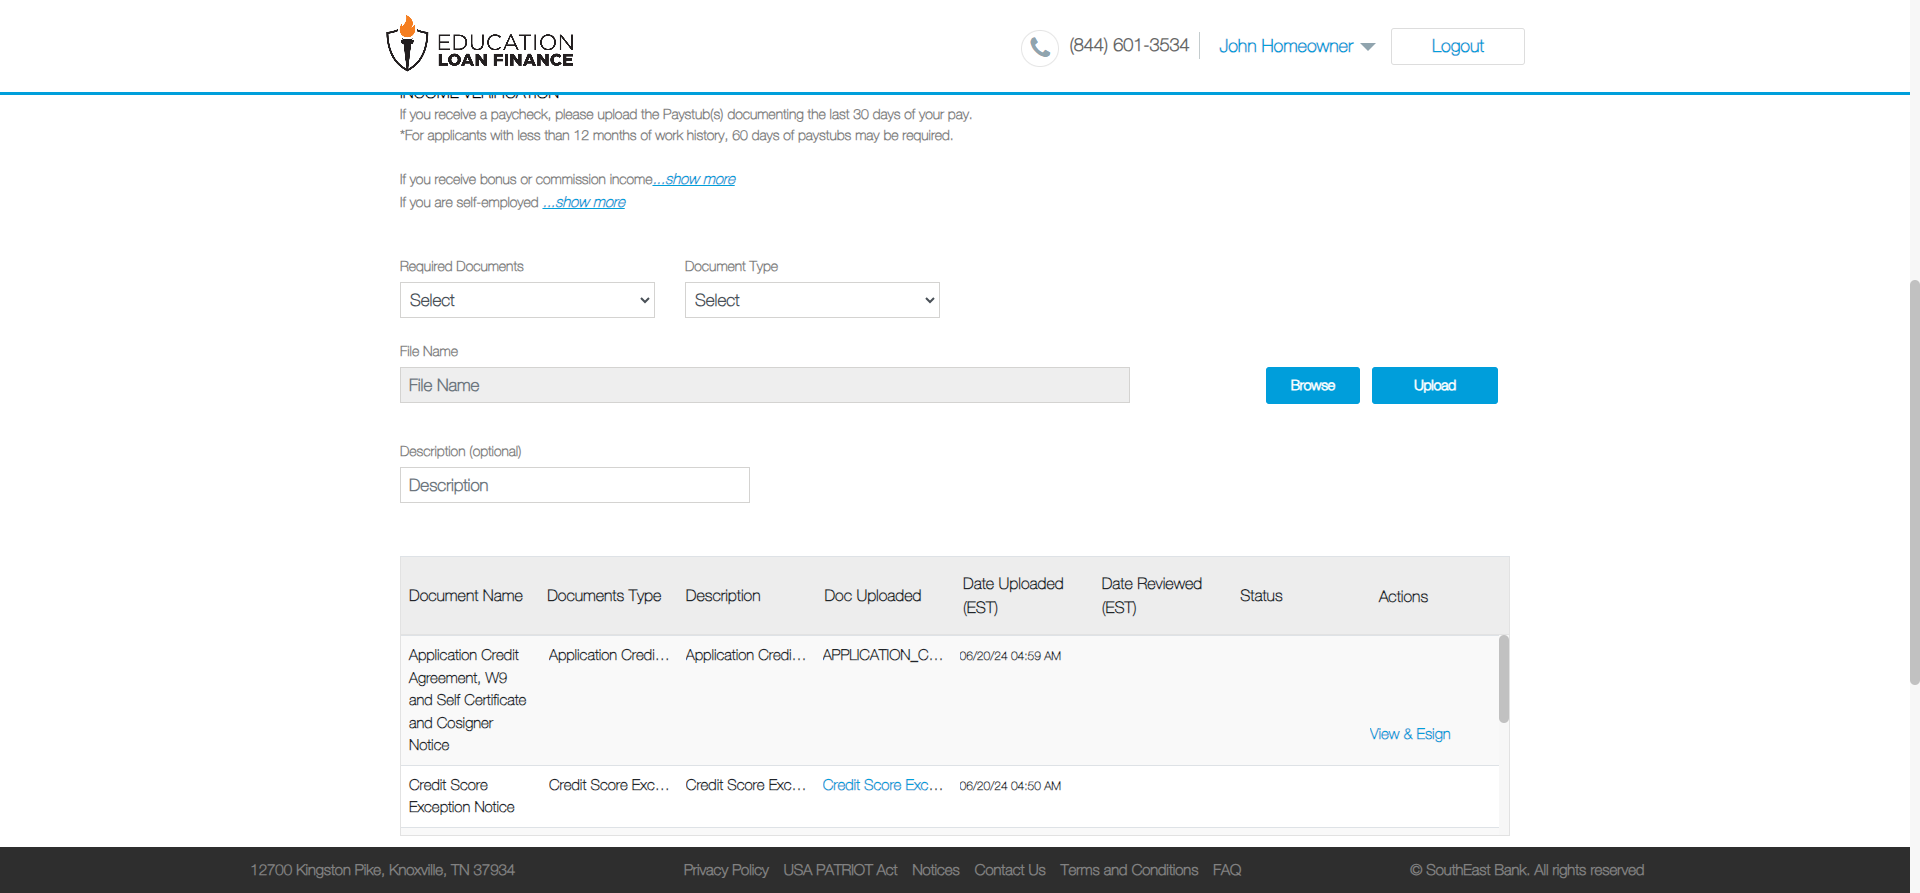 EDUCATION
LOAN FINANCE
(844) 601-3534
John Homeowner
Logout
INCOME VERIFICATION
If you receive a paycheck, please upload the Paystub(s) documenting the last 30 days of your pay.
*For applicants with less than 12 months of work history, 60 days of paystubs may be required.
If you receive bonus or commission income...show more
If you are self-employed ...show more
Required Documents
Document Type
Select
Select
File Name
File Name
Browse
Upload
Description (optional)
Description
Document Name
Documents Type
Description
Doc Uploaded
Date Uploaded
(EST)
Date Reviewed
(EST)
Status
Actions
Application Credit
Agreement, W9
and Self Certificate
and Cosigner
Notice
Application Credi...
Application Credi...
APPLICATION_C...
06/20/24 04:59 AM
View & Esign
Credit Score
Exception Notice
Credit Score Exc...
Credit Score Exc...
Credit Score Exc...
06/20/24 04:50 AM
12700 Kingston Pike, Knoxville, TN 37934
Privacy Policy
USA PATRIOT Act
Notices
Contact Us
Terms and Conditions
FAQ
© SouthEast Bank. All rights reserved